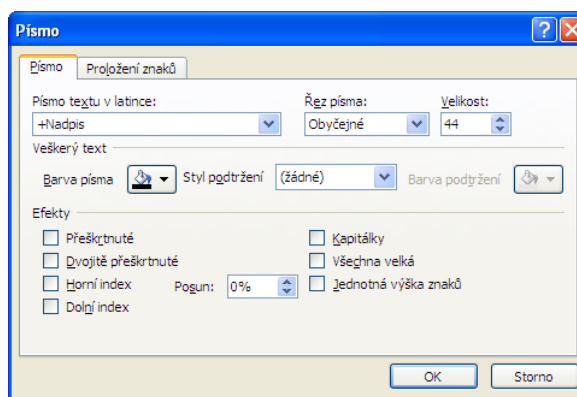 Písmo
Písmo Proložení znaků
Písmo textu v latince: Řez písma: Velikost:
+Nadpis Obyčejné 44
Veškerý text
Barva písma Styl podtržení (žádné) Barva podtržení
Efekty
Přeškrtnuté Kapitálky
Dvojitě přeškrtnuté Všechna velká
Horní index Posun: 0% Jednotná výška znaků
Dolní index
OK Storno